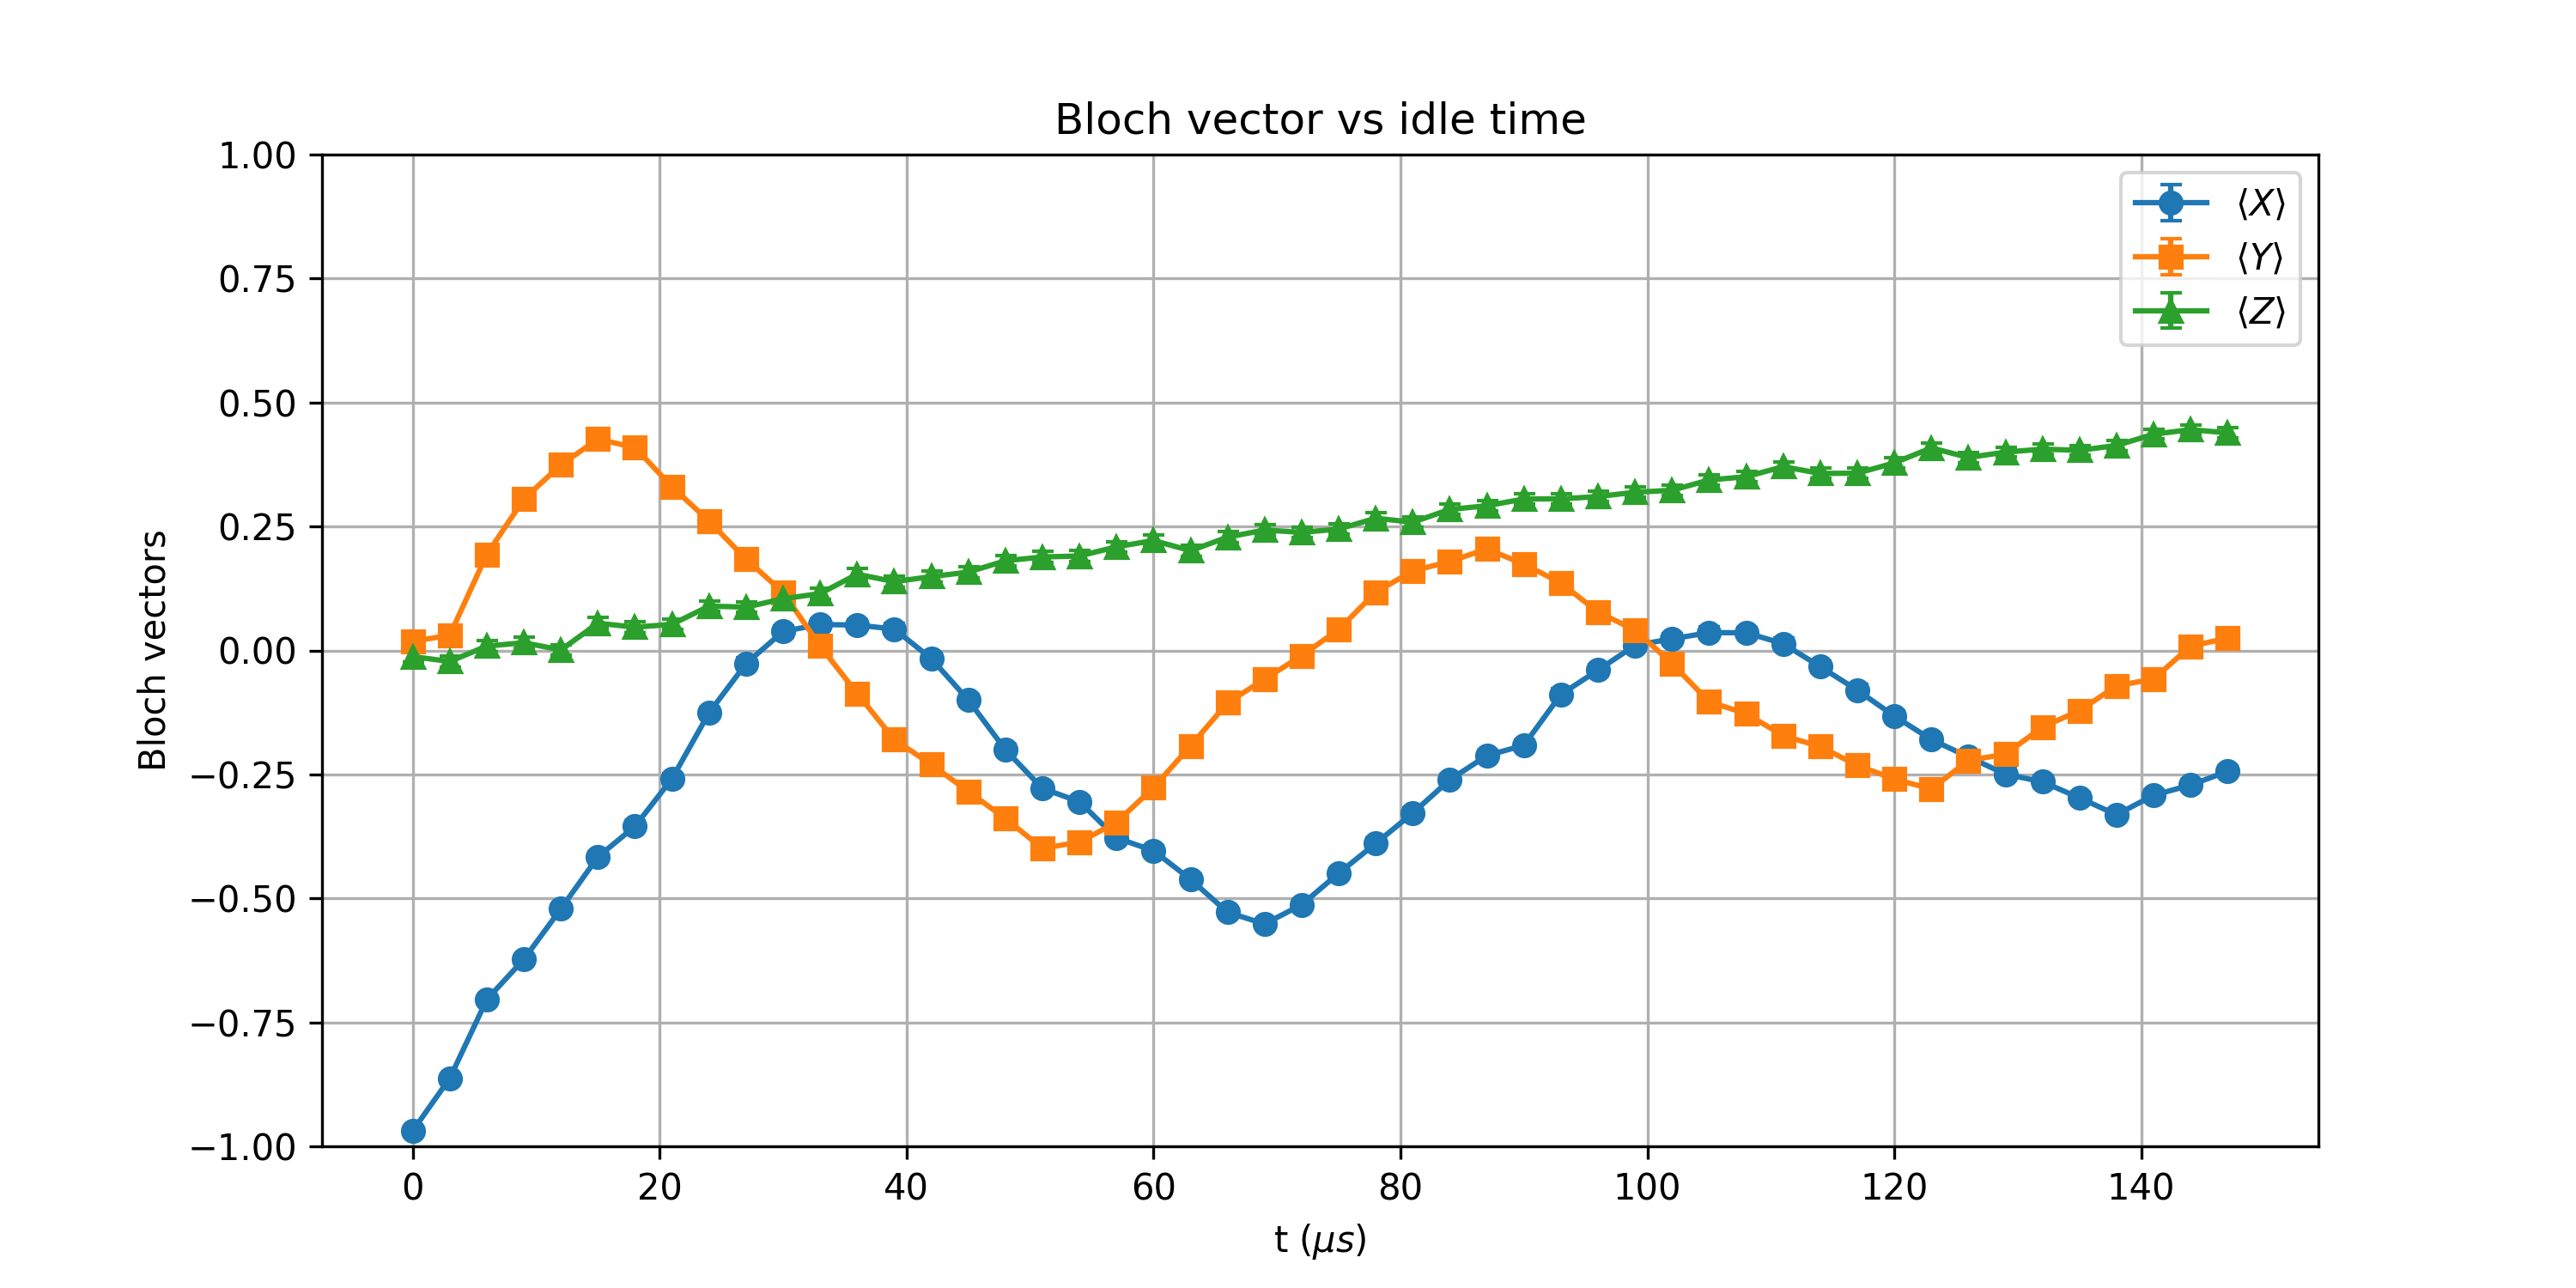 Bloch vector vs idle time
1.00
0.75
0.50
0.25
0.00
−0.25
−0.50
−0.75
−1.00
Bloch vectors
⟨X⟩
⟨Y⟩
⟨Z⟩
0 20 40 60 80 100 120 140
t (μs)